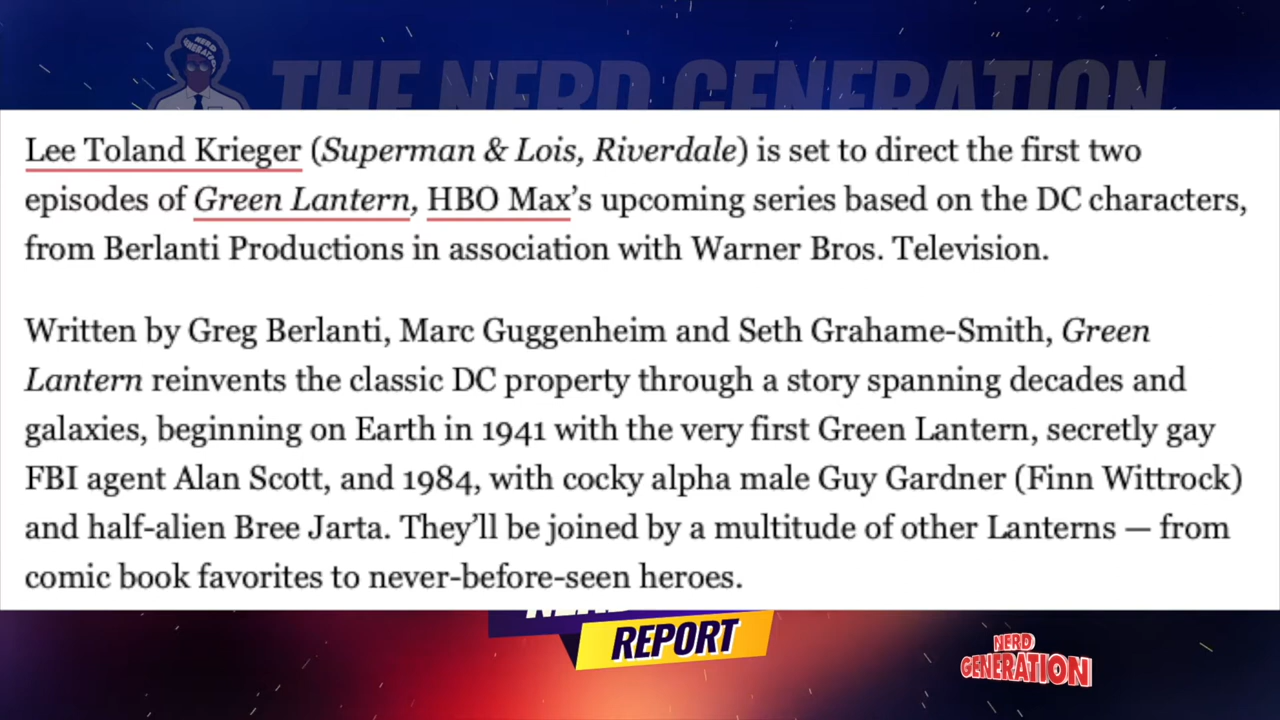 THE NERD GENERATION
Lee Toland Krieger (Superman & Lois, Riverdale) is set to direct the first two
episodes of Green Lantern, HBO Max’s upcoming series based on the DC characters,
from Berlanti Productions in association with Warner Bros. Television.
Written by Greg Berlanti, Marc Guggenheim and Seth Grahame-Smith, Green
Lantern reinvents the classic DC property through a story spanning decades and
galaxies, beginning on Earth in 1941 with the very first Green Lantern, secretly gay
FBI agent Alan Scott, and 1984, with cocky alpha male Guy Gardner (Finn Wittrock)
and half-alien Bree Jarta. They’ll be joined by a multitude of other Lanterns — from
comic book favorites to never-before-seen heroes.
REPORT
NERD
GENERATION